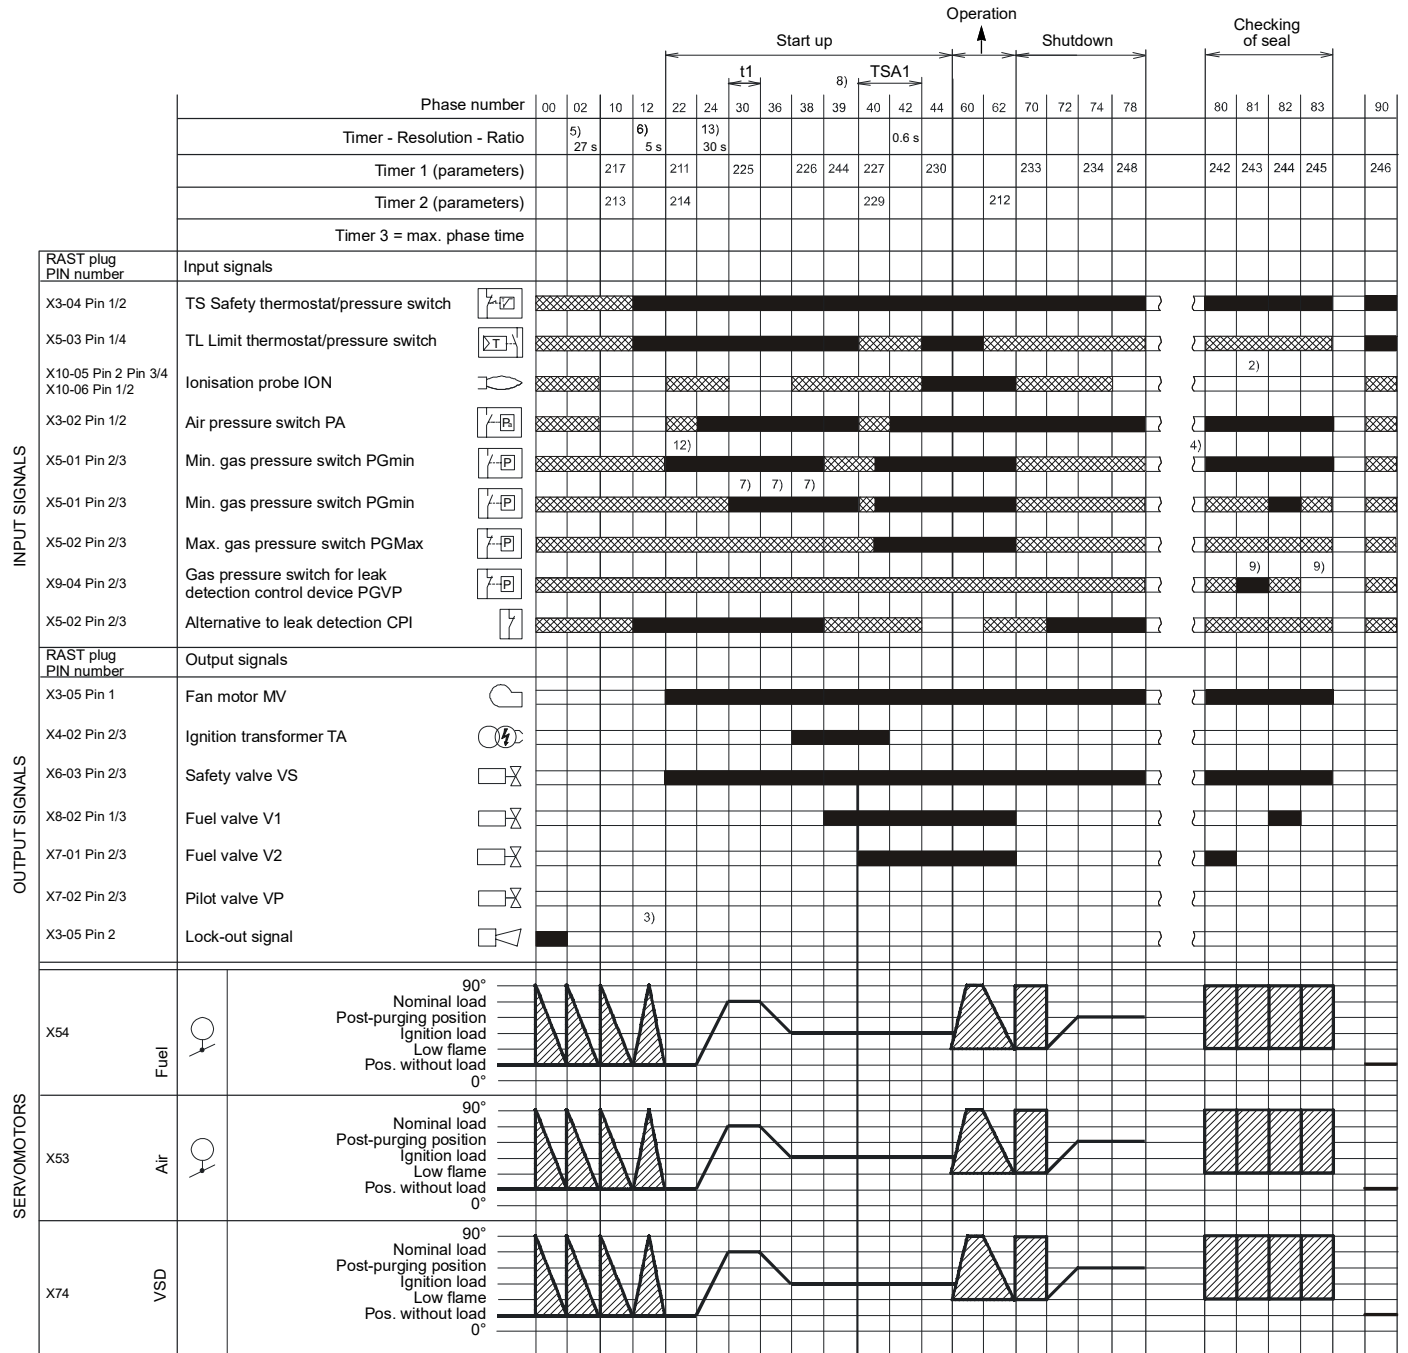 Operation
Start up
Shutdown
Checking
of seal
t1
8)
TSA1
Phase number 00 02 10 12 22 24 30 36 38 39 40 42 44 60 62 70 72 74 78 80 81 82 83 90
Timer - Resolution - Ratio 5) 27 s 6) 5 s 13) 30 s 0.6 s
Timer 1 (parameters) 217 211 225 226 244 227 230 233 234 248 242 243 244 245 246
Timer 2 (parameters) 213 214 229 212
Timer 3 = max. phase time
RAST plug
PIN number
Input signals
INPUT SIGNALS
X3-04 Pin 1/2 TS Safety thermostat/pressure switch
X5-03 Pin 1/4 TL Limit thermostat/pressure switch T
2)
X10-05 Pin 2 Pin 3/4
X10-06 Pin 1/2
Ionisation probe ION
X3-02 Pin 1/2 Air pressure switch PA Pa
12) 4)
X5-01 Pin 2/3 Min. gas pressure switch PGmin P
7) 7) 7)
X5-01 Pin 2/3 Min. gas pressure switch PGmin P
X5-02 Pin 2/3 Max. gas pressure switch PGMax P
9) 9)
X9-04 Pin 2/3 Gas pressure switch for leak
detection control device PGVP P
X5-02 Pin 2/3 Alternative to leak detection CPI
RAST plug
PIN number
Output signals
OUTPUT SIGNALS
X3-05 Pin 1 Fan motor MV
X4-02 Pin 2/3 Ignition transformer TA
X6-03 Pin 2/3 Safety valve VS
X8-02 Pin 1/3 Fuel valve V1
X7-01 Pin 2/3 Fuel valve V2
X7-02 Pin 2/3 Pilot valve VP
3)
X3-05 Pin 2 Lock-out signal
SERVOMOTORS
X54
Fuel
90°
Nominal load
Post-purging position
Ignition load
Low flame
Pos. without load
0°
X53
Air
90°
Nominal load
Post-purging position
Ignition load
Low flame
Pos. without load
0°
X74
VSD
90°
Nominal load
Post-purging position
Ignition load
Low flame
Pos. without load
0°